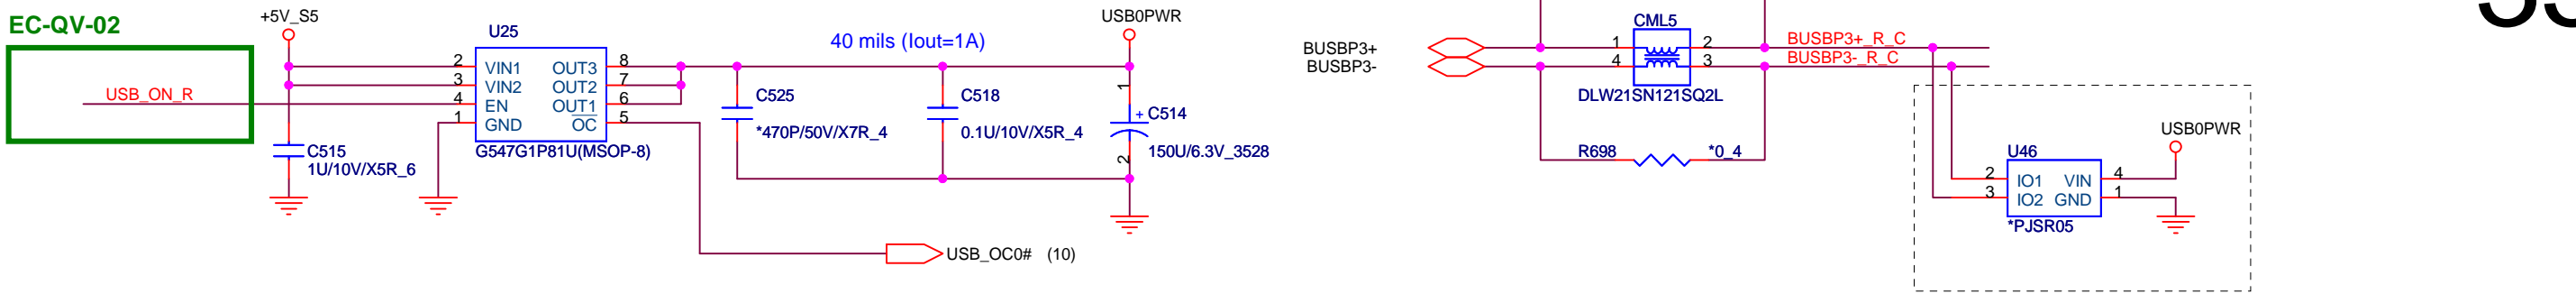 EC-QV-02
+5V_S5
USB_ON_R
U25
2 VIN1 OUT3 8
3 VIN2 OUT2 7
4 EN OUT1 6
1 GND OC 5
G547G1P81U(MSOP-8)
C515
1U/10V/X5R_6
40 mils (Iout=1A)
USB0PWR
C525
*470P/50V/X7R_4
C518
0.1U/10V/X5R_4
1
+ C514
2
150U/6.3V_3528
USB_OC0# (10)
BUSBP3+
BUSBP3-
CML5
1 2
4 3
DLW21SN121SQ2L
BUSBP3+_R_C
BUSBP3-_R_C
R698 *0_4
USB0PWR
U46
2 IO1 VIN 4
3 IO2 GND 1
*PJSR05